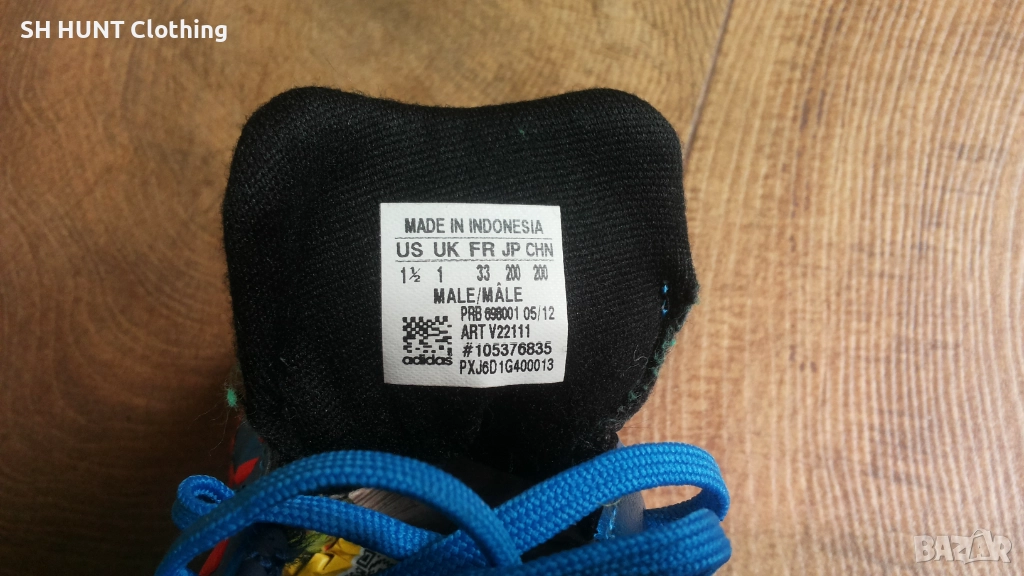 SH HUNT Clothing
MADE IN INDONESIA
US UK FR JP CHN
1½ 1 33 200 200
MALE/MÂLE
PRB 698001 05/12
ART V22111
#105376835
adidas
PXJ6D1G400013
BAZAR